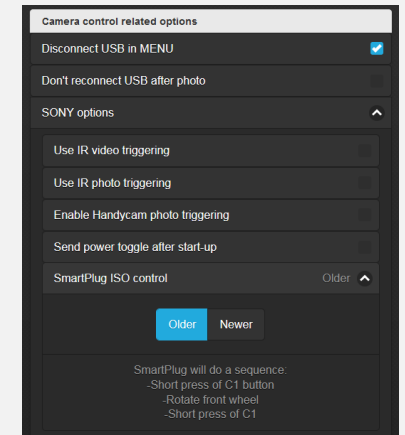 Camera control related options
Disconnect USB in MENU
Don't reconnect USB after photo
SONY options
Use IR video triggering
Use IR photo triggering
Enable Handycam photo triggering
Send power toggle after start-up
SmartPlug ISO control Older
Older Newer
SmartPlug will do a sequence:
-Short press of C1 button
-Rotate front wheel
-Short press of C1